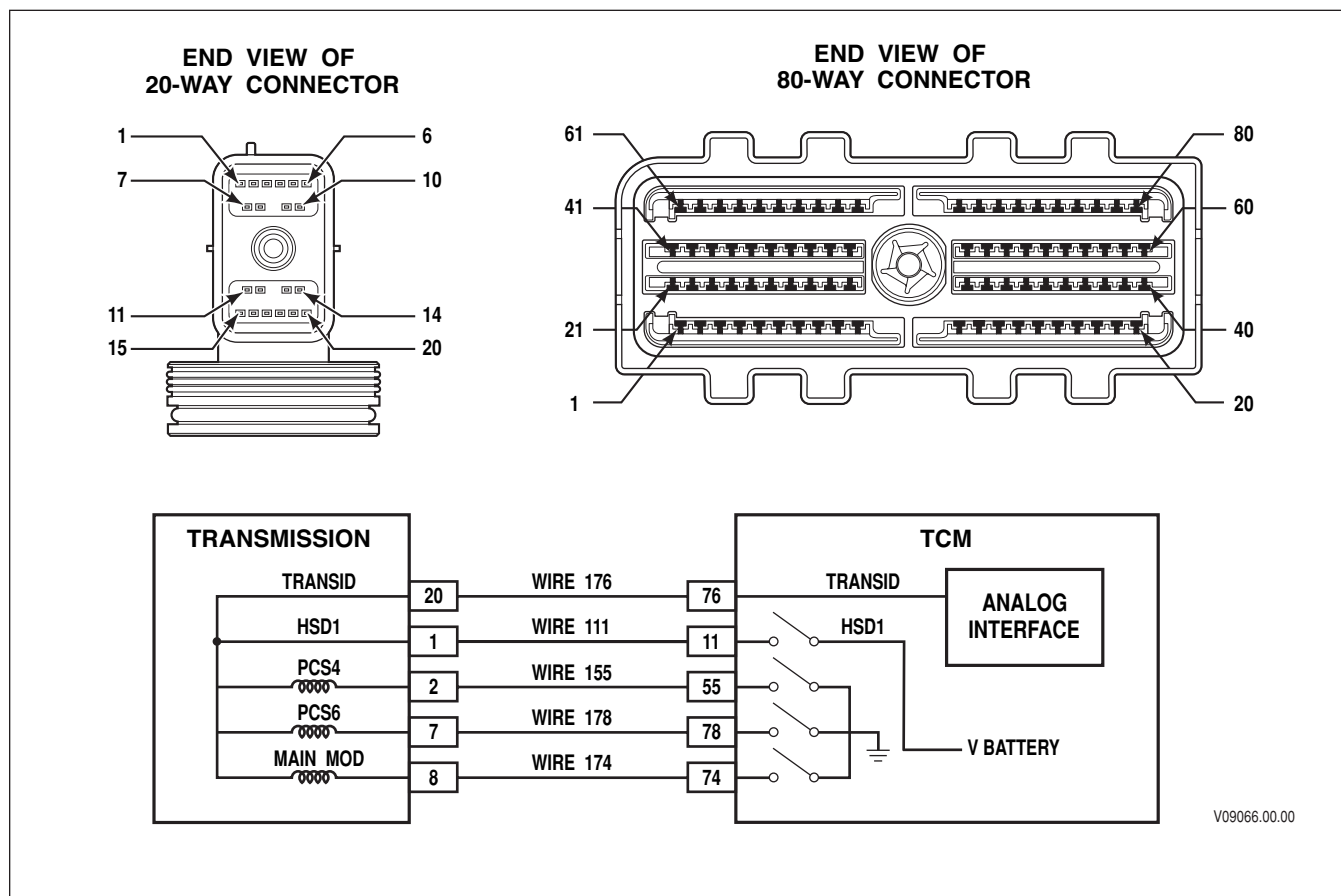 END VIEW OF
20-WAY CONNECTOR
1
6
7
10
11
14
15
20
END VIEW OF
80-WAY CONNECTOR
61
80
41
60
21
40
1
20
TRANSMISSION
TCM
TRANSID
20
WIRE 176
76
TRANSID
ANALOG
INTERFACE
HSD1
1
WIRE 111
11
HSD1
PCS4
2
WIRE 155
55
PCS6
7
WIRE 178
78
V BATTERY
MAIN MOD
8
WIRE 174
74
V09066.00.00